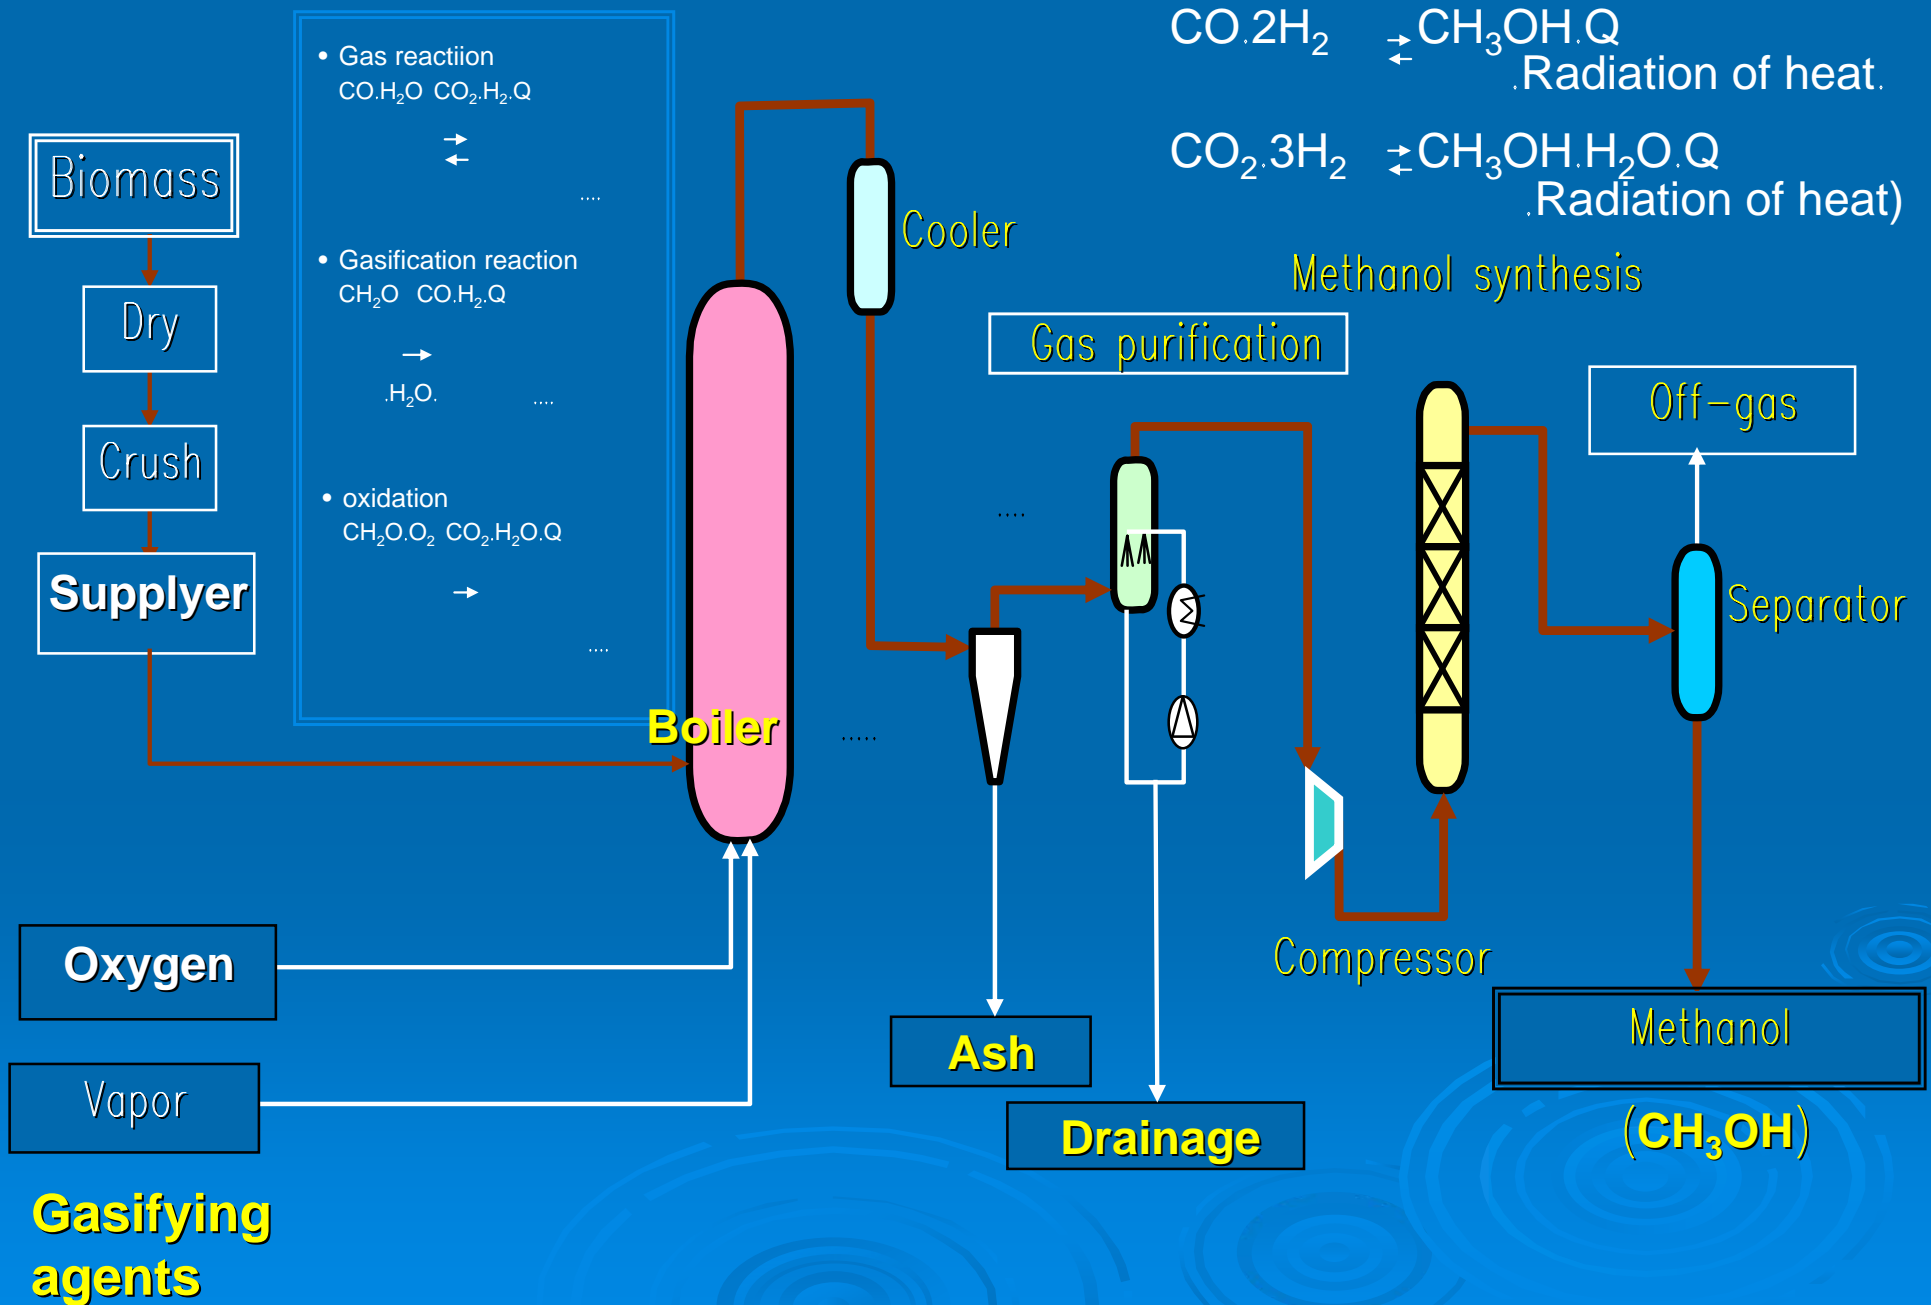 • Gas reactiion
CO.H₂O CO₂.H₂.Q
→
←
....
• Gasification reaction
CH₂O CO.H₂.Q
→
.H₂O. ....
• oxidation
CH₂O.O₂ CO₂.H₂O.Q
→
....
CO.2H₂ ⇄ CH₃OH.Q
.Radiation of heat.
CO₂.3H₂ ⇄ CH₃OH.H₂O.Q
.Radiation of heat)
Biomass
Dry
Crush
Supplyer
Boiler
Cooler
.....
....
Gas purification
Methanol synthesis
Off-gas
Separator
Compressor
Oxygen
Vapor
Gasifying
agents
Ash
Drainage
Methanol
(CH₃OH)